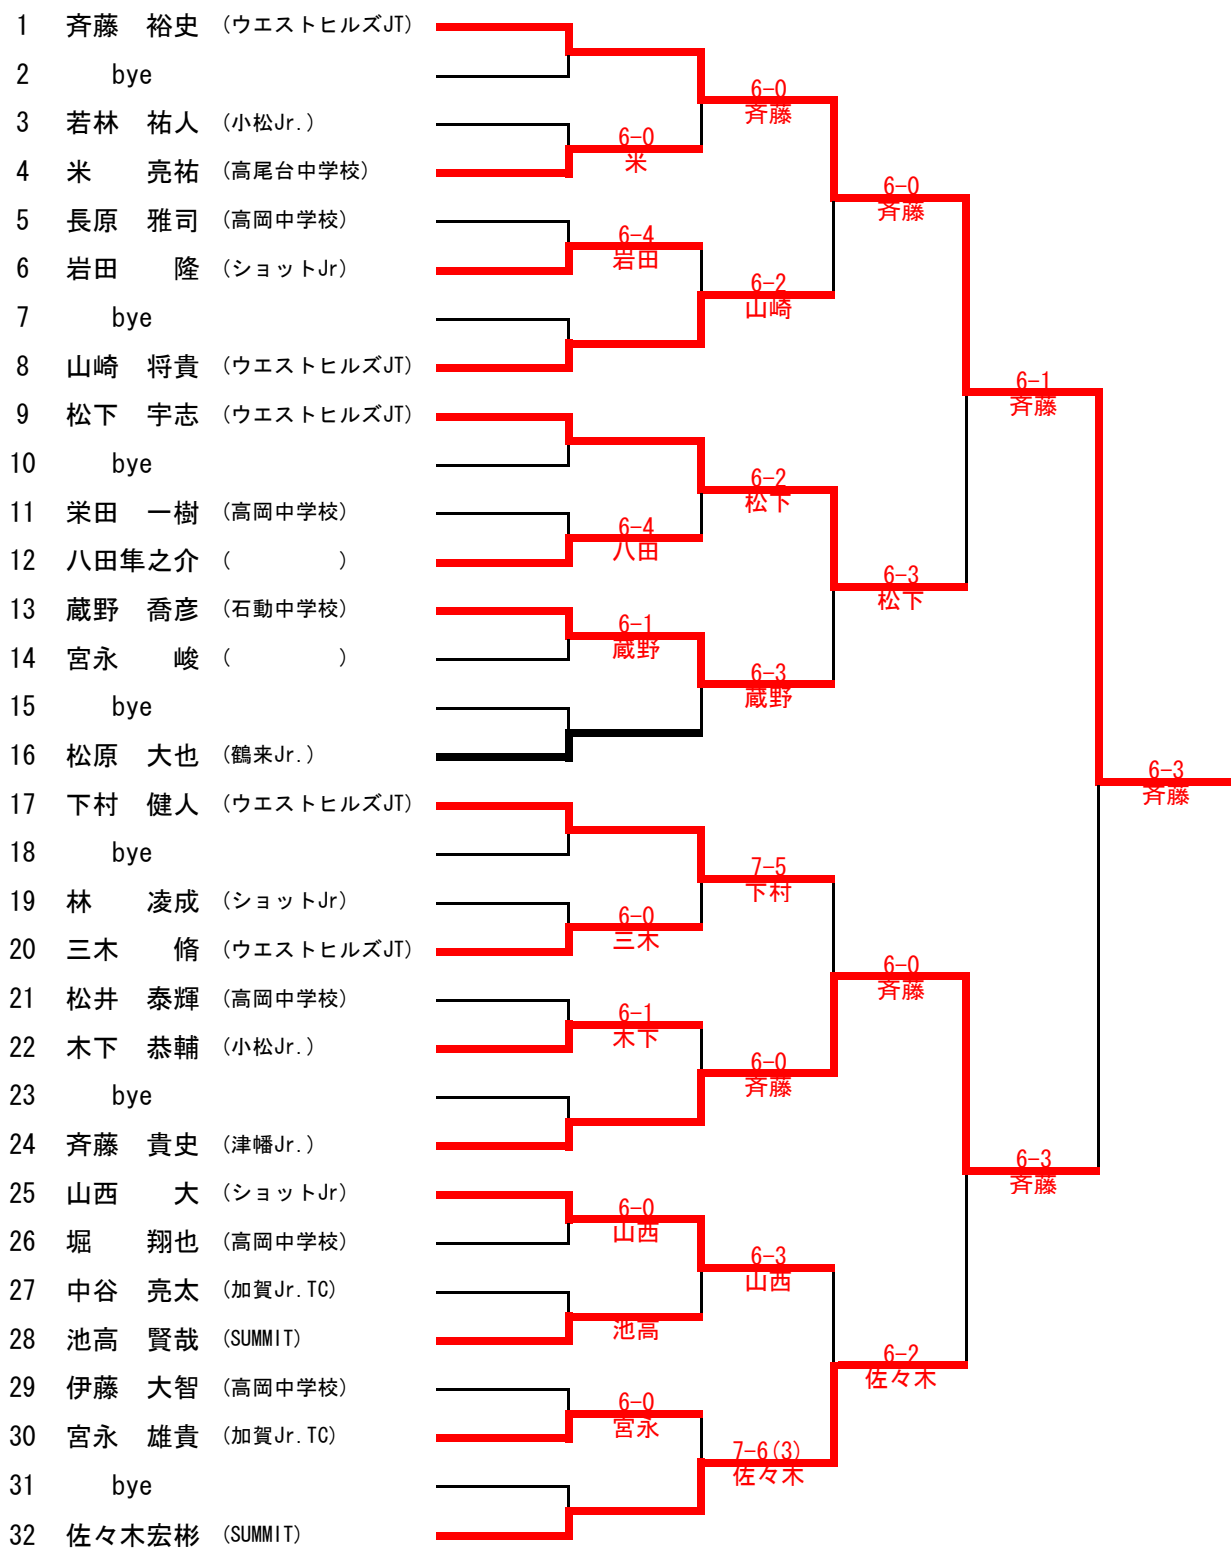 1 斉藤 裕史 (ウエストヒルズJT)
2 bye
6-0
斉藤
3 若林 祐人 (小松Jr.)
6-0
米
4 米 亮祐 (高尾台中学校)
6-0
斉藤
5 長原 雅司 (高岡中学校)
6-4
岩田
6 岩田 隆 (ショットJr)
6-2
山崎
7 bye
8 山崎 将貴 (ウエストヒルズJT)
6-1
斉藤
9 松下 宇志 (ウエストヒルズJT)
10 bye
6-2
松下
11 栄田 一樹 (高岡中学校)
6-4
八田
12 八田隼之介 ( )
6-3
松下
13 蔵野 喬彦 (石動中学校)
6-1
蔵野
14 宮永 峻 ( )
6-3
蔵野
15 bye
16 松原 大也 (鶴来Jr.)
6-3
斉藤
17 下村 健人 (ウエストヒルズJT)
18 bye
7-5
下村
19 林 凌成 (ショットJr)
6-0
三木
20 三木 脩 (ウエストヒルズJT)
6-0
斉藤
21 松井 泰輝 (高岡中学校)
6-1
木下
22 木下 恭輔 (小松Jr.)
6-0
斉藤
23 bye
24 斉藤 貴史 (津幡Jr.)
6-3
斉藤
25 山西 大 (ショットJr)
6-0
山西
26 堀 翔也 (高岡中学校)
6-3
山西
27 中谷 亮太 (加賀Jr.TC)
池高
28 池高 賢哉 (SUMMIT)
6-2
佐々木
29 伊藤 大智 (高岡中学校)
6-0
宮永
30 宮永 雄貴 (加賀Jr.TC)
7-6(3)
佐々木
31 bye
32 佐々木宏彬 (SUMMIT)